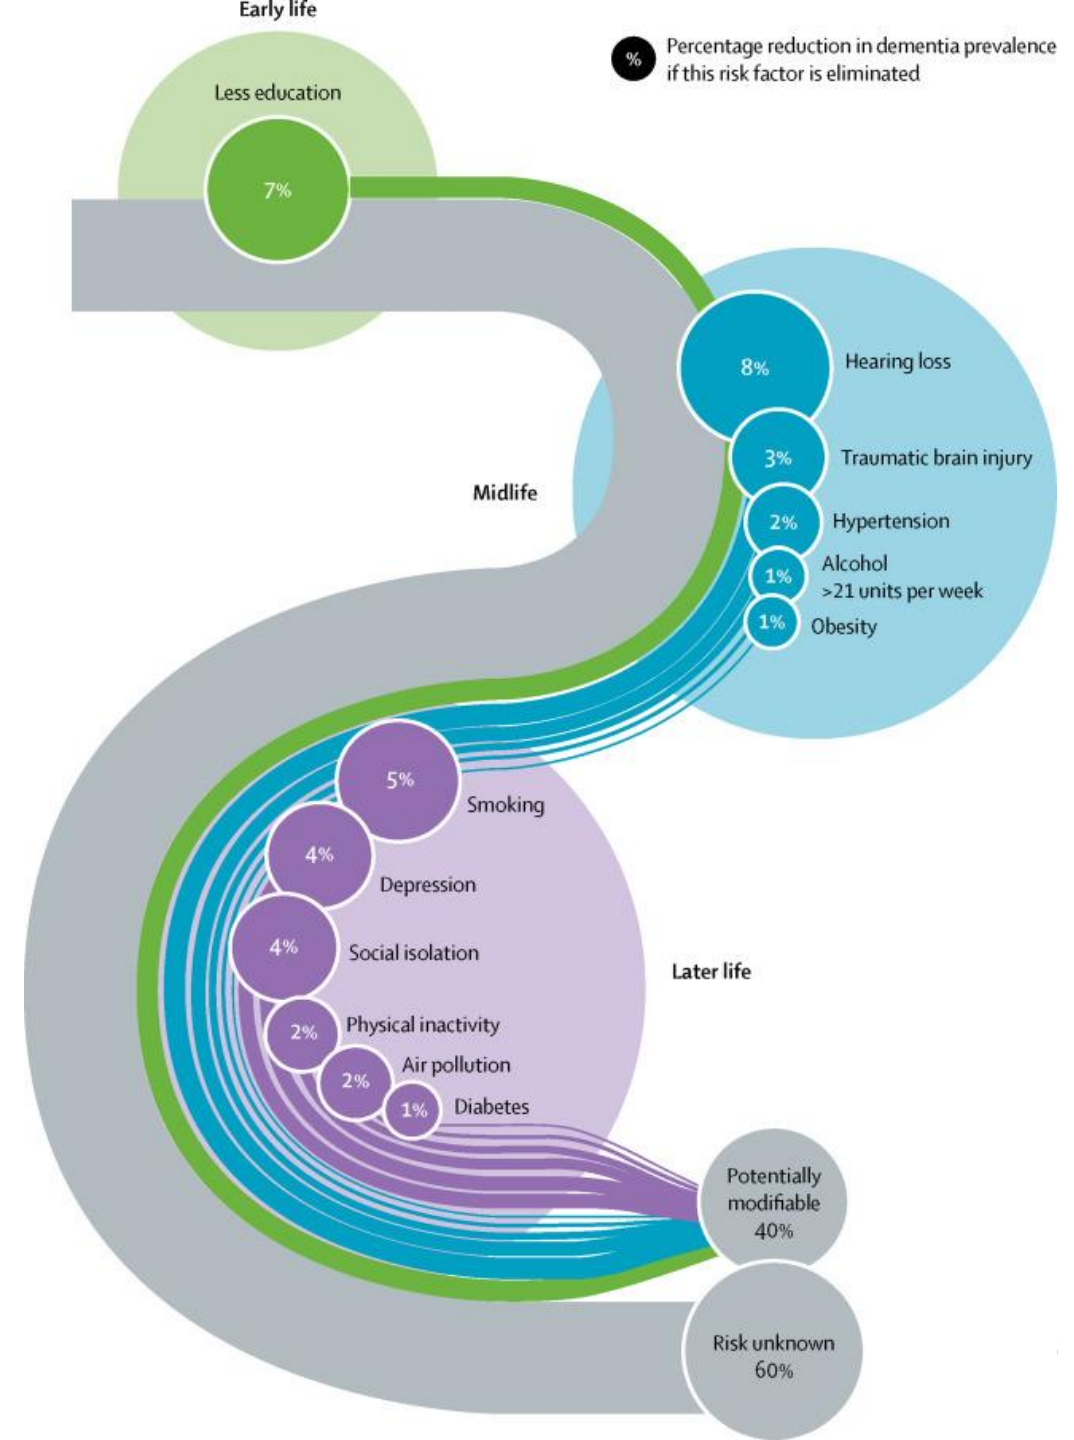 Early life
%
Percentage reduction in dementia prevalence
if this risk factor is eliminated
Less education
7%
8%
Hearing loss
3%
Traumatic brain injury
Midlife
2%
Hypertension
1%
Alcohol
>21 units per week
1%
Obesity
5%
Smoking
4%
Depression
4%
Social isolation
Later life
2%
Physical inactivity
2%
Air pollution
1%
Diabetes
Potentially
modifiable
40%
Risk unknown
60%